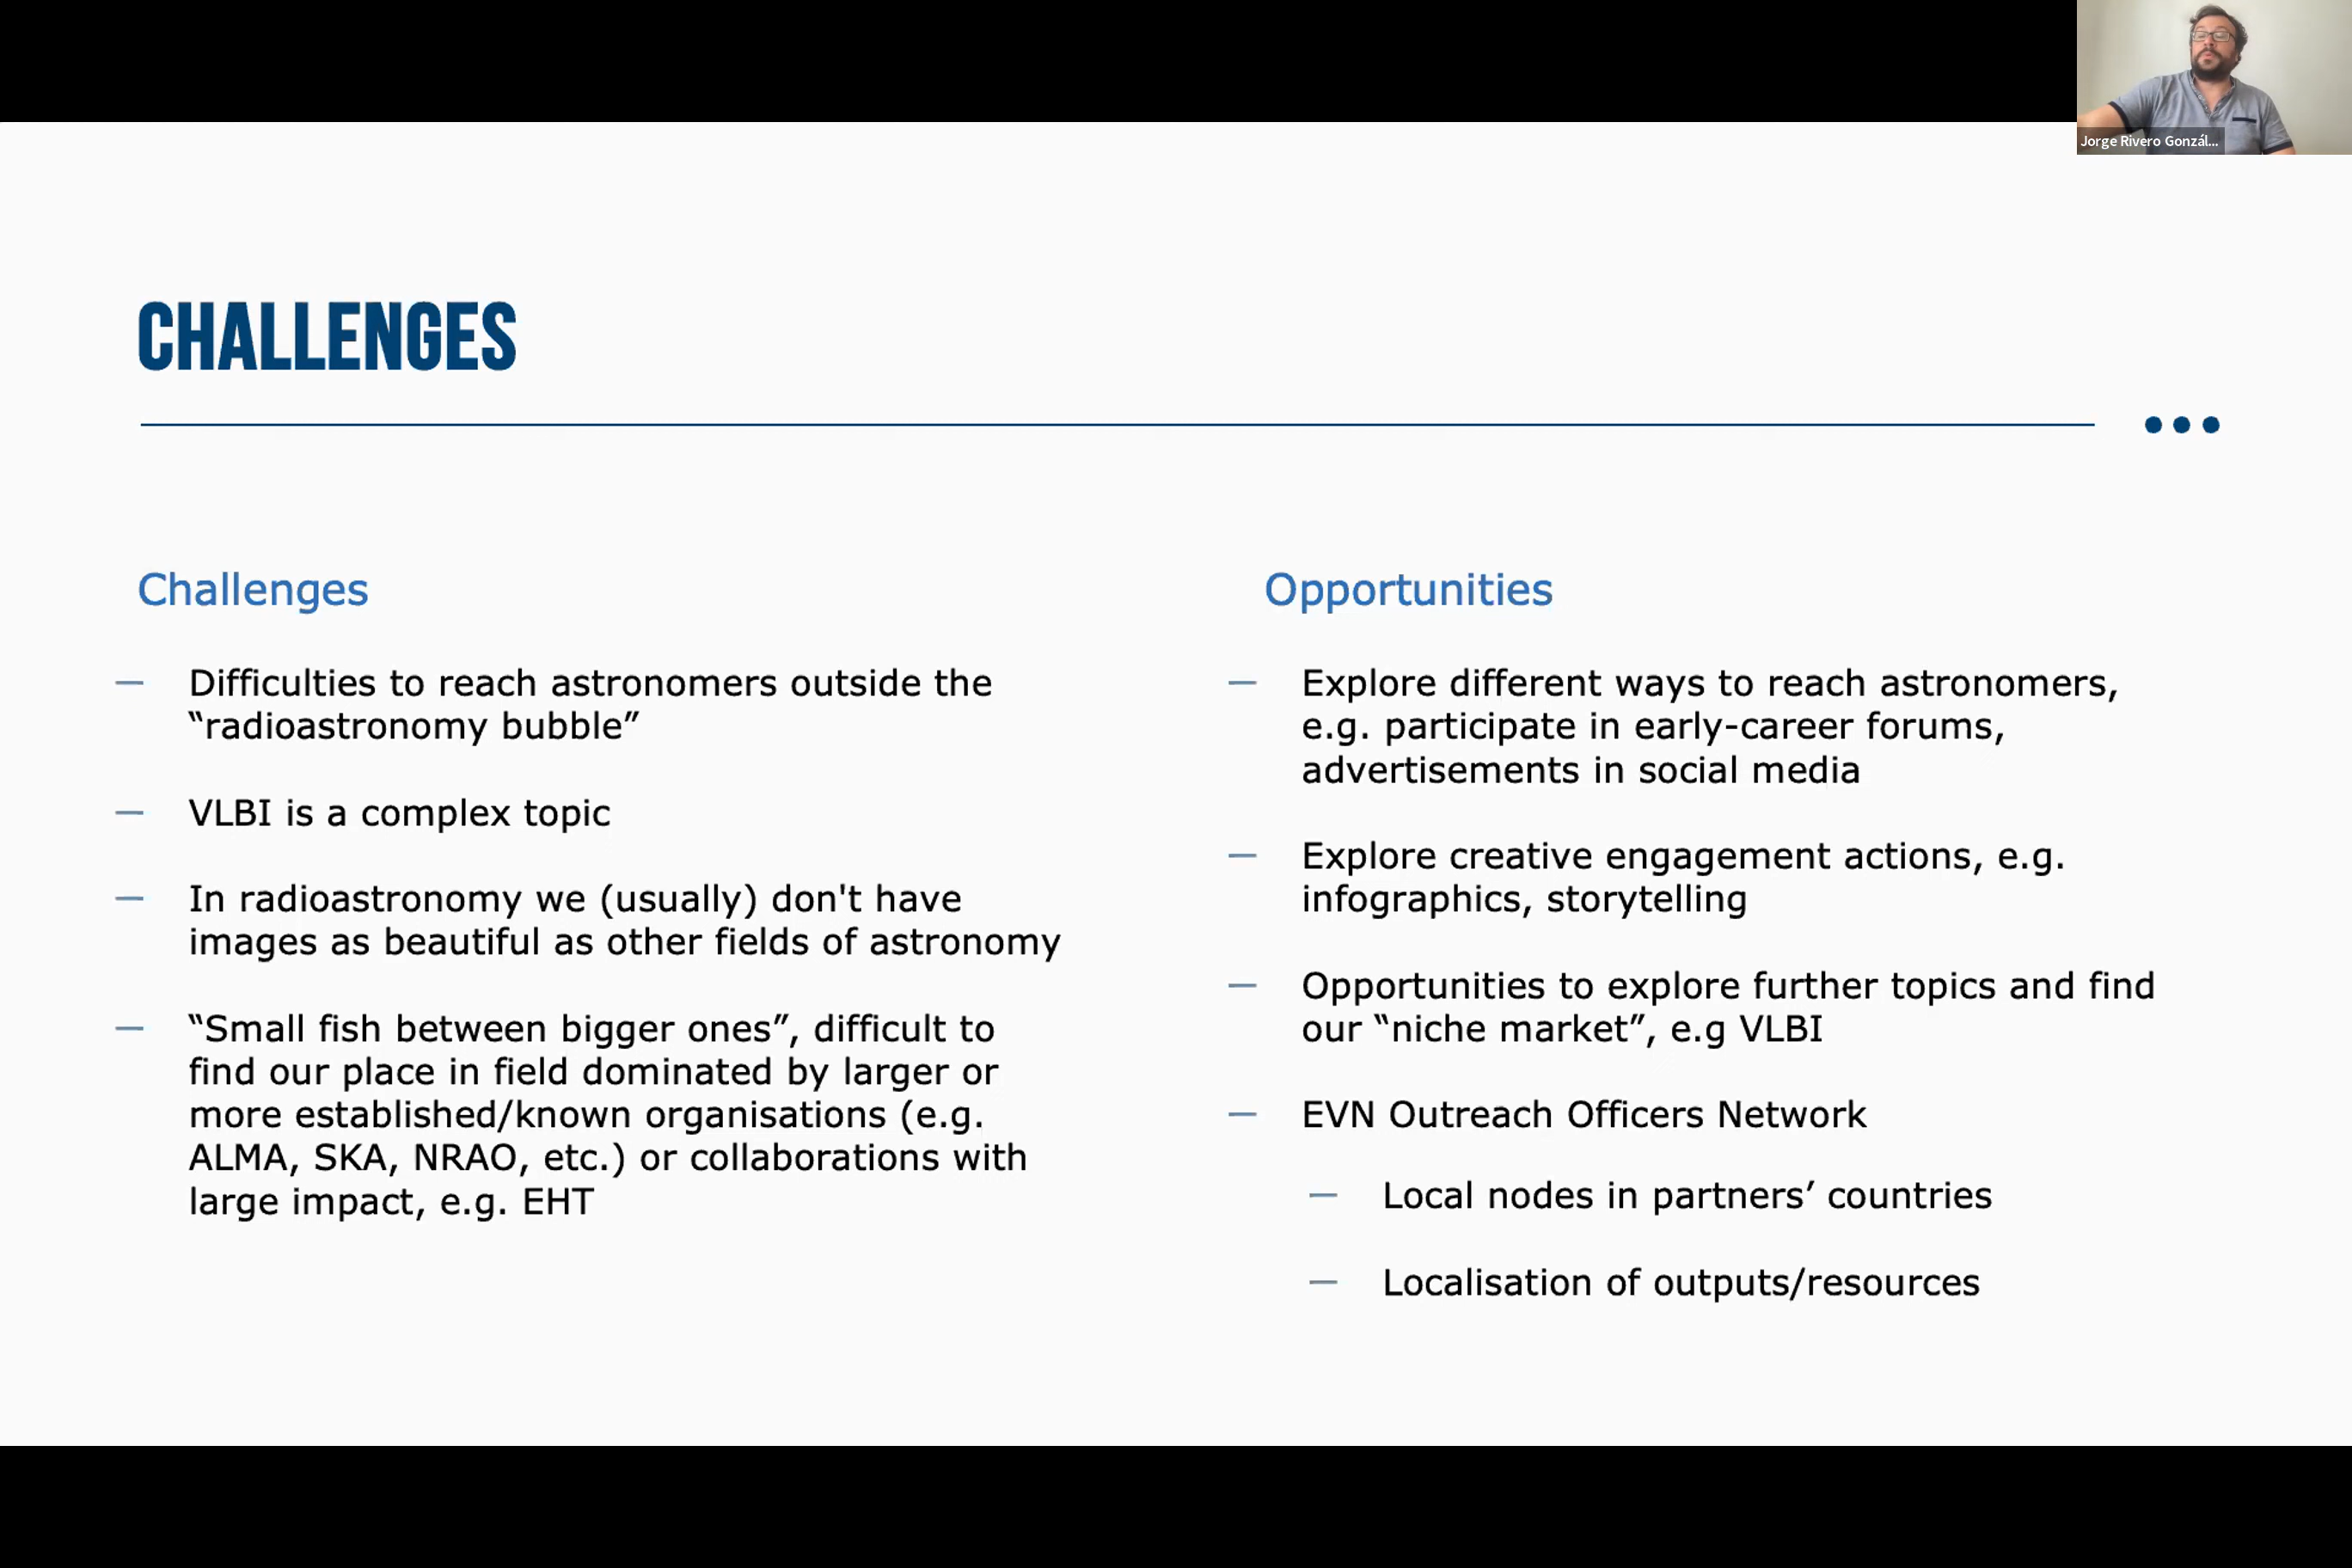 Jorge Rivero Gonzál...
CHALLENGES
Challenges
— Difficulties to reach astronomers outside the
“radioastronomy bubble”
— VLBI is a complex topic
— In radioastronomy we (usually) don't have
images as beautiful as other fields of astronomy
— “Small fish between bigger ones”, difficult to
find our place in field dominated by larger or
more established/known organisations (e.g.
ALMA, SKA, NRAO, etc.) or collaborations with
large impact, e.g. EHT
Opportunities
— Explore different ways to reach astronomers,
e.g. participate in early-career forums,
advertisements in social media
— Explore creative engagement actions, e.g.
infographics, storytelling
— Opportunities to explore further topics and find
our “niche market”, e.g VLBI
— EVN Outreach Officers Network
— Local nodes in partners’ countries
— Localisation of outputs/resources